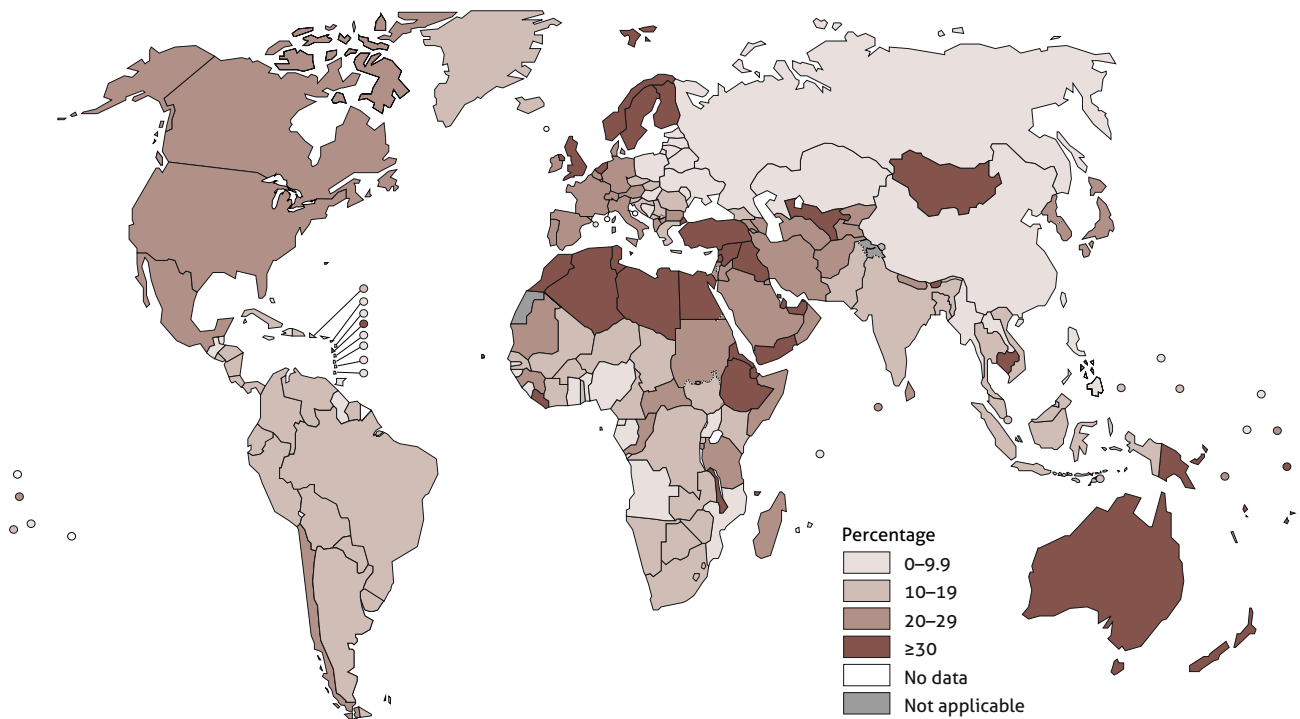 Percentage
0–9.9
10–19
20–29
≥30
No data
Not applicable